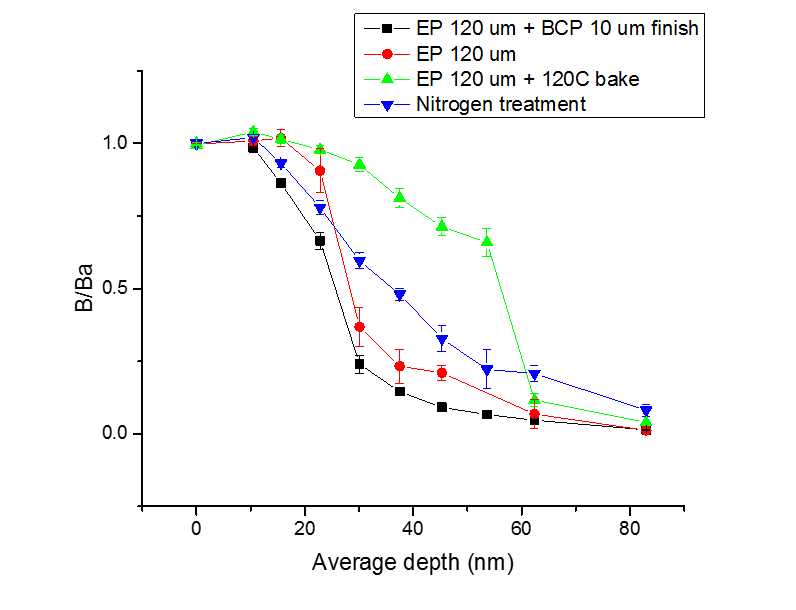 EP 120 um + BCP 10 um finish
EP 120 um
EP 120 um + 120C bake
Nitrogen treatment
1.0
0.5
0.0
B/Ba
0 20 40 60 80
Average depth (nm)